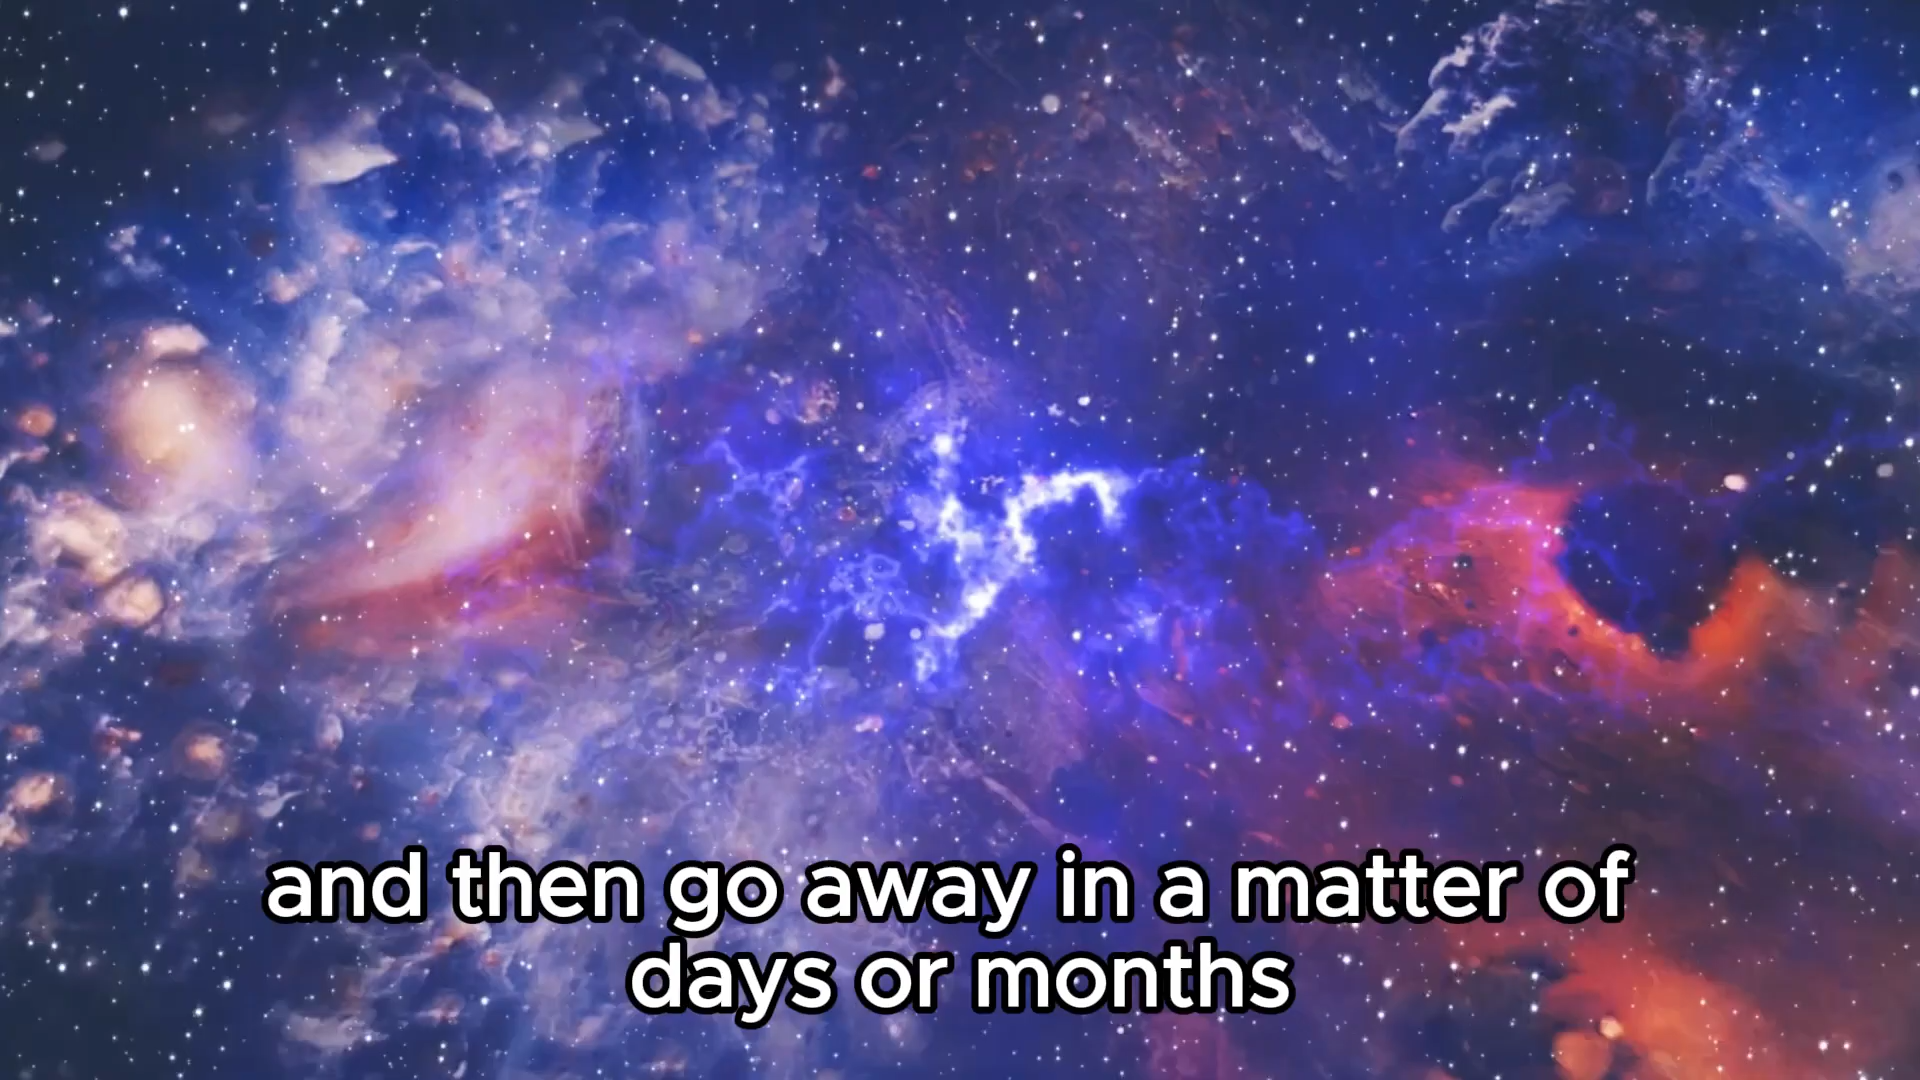 and then go away in a matter of
days or months